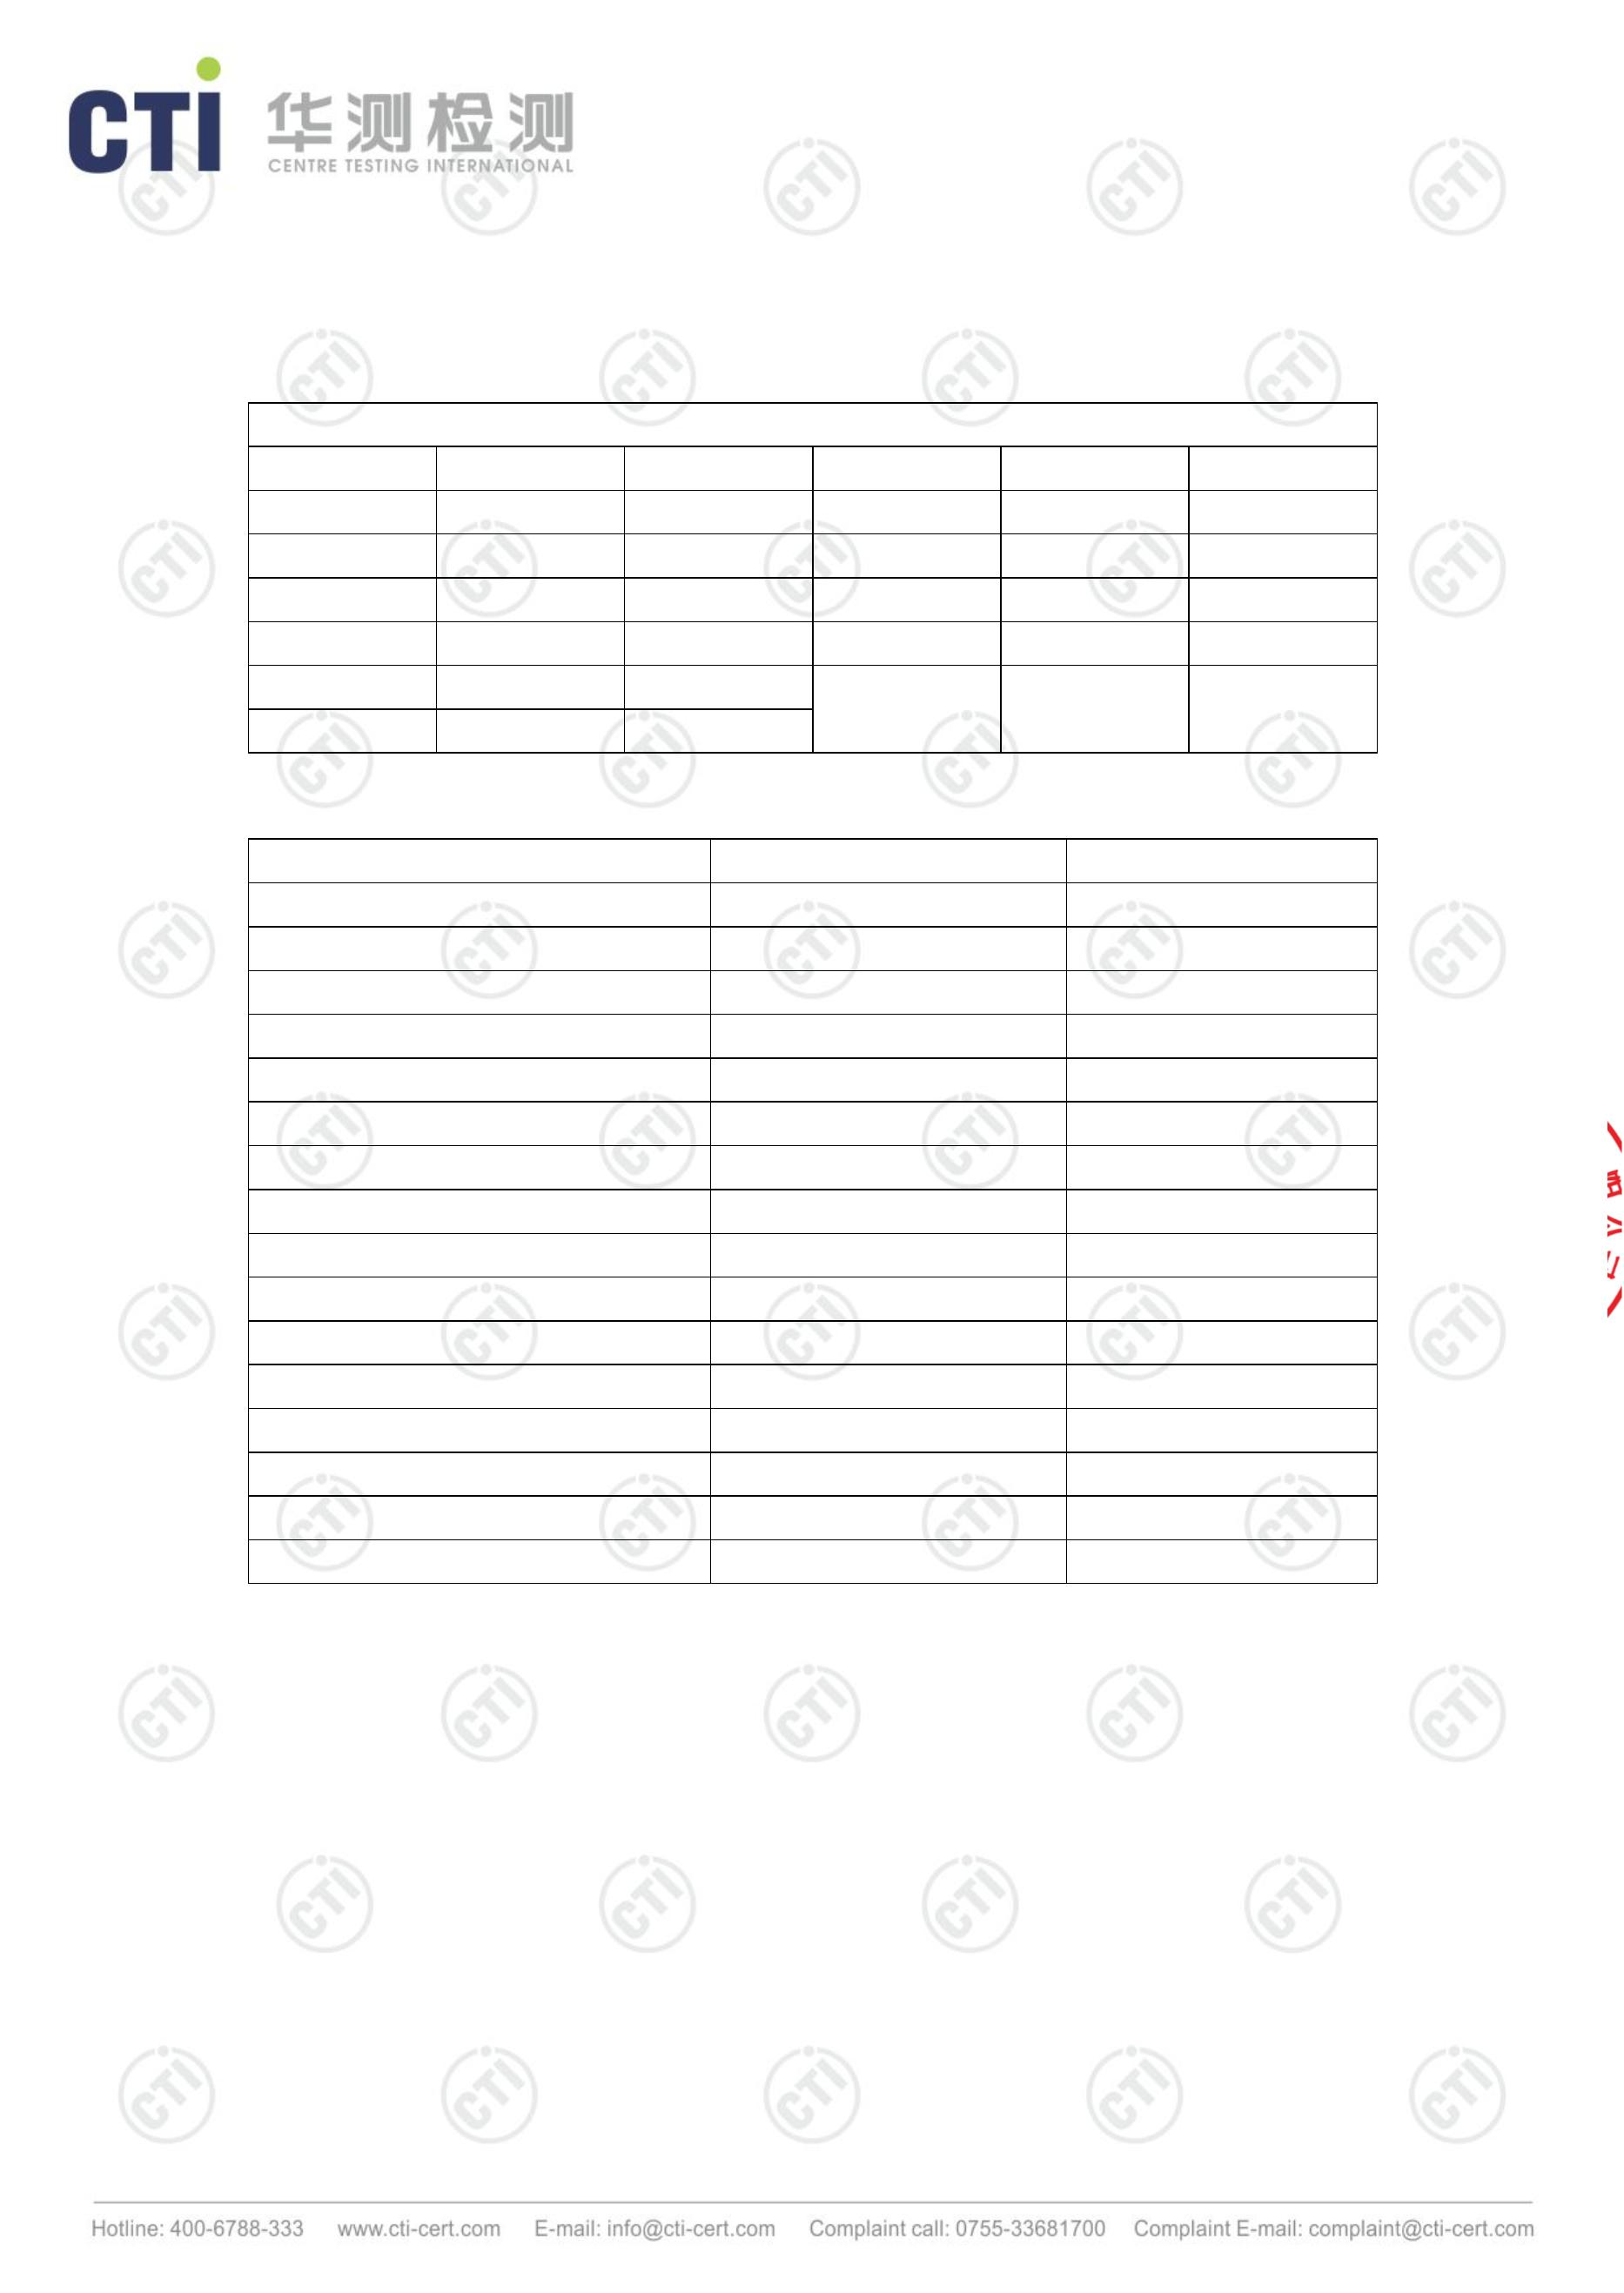 CTI 华测检测
CENTRE TESTING INTERNATIONAL
Hotline: 400-6788-333 www.cti-cert.com E-mail: info@cti-cert.com Complaint call: 0755-33681700 Complaint E-mail: complaint@cti-cert.com